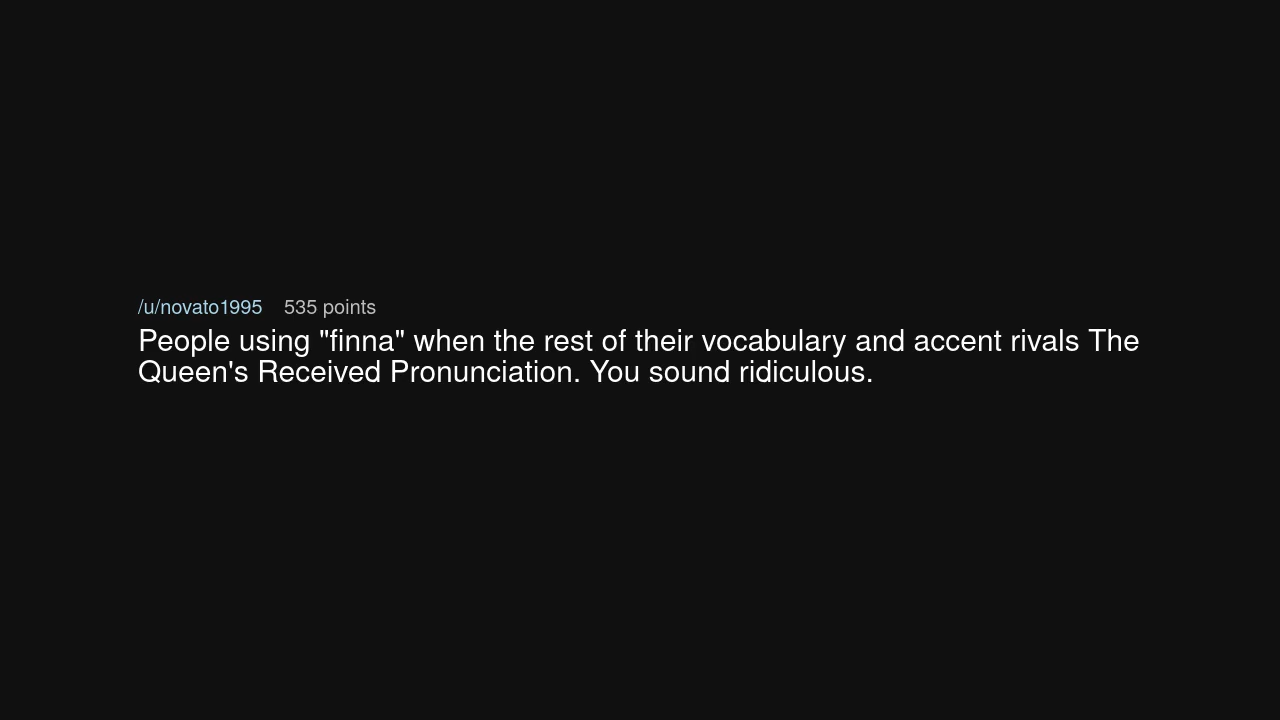 /u/novato1995 535 points
People using "finna" when the rest of their vocabulary and accent rivals The
Queen's Received Pronunciation. You sound ridiculous.